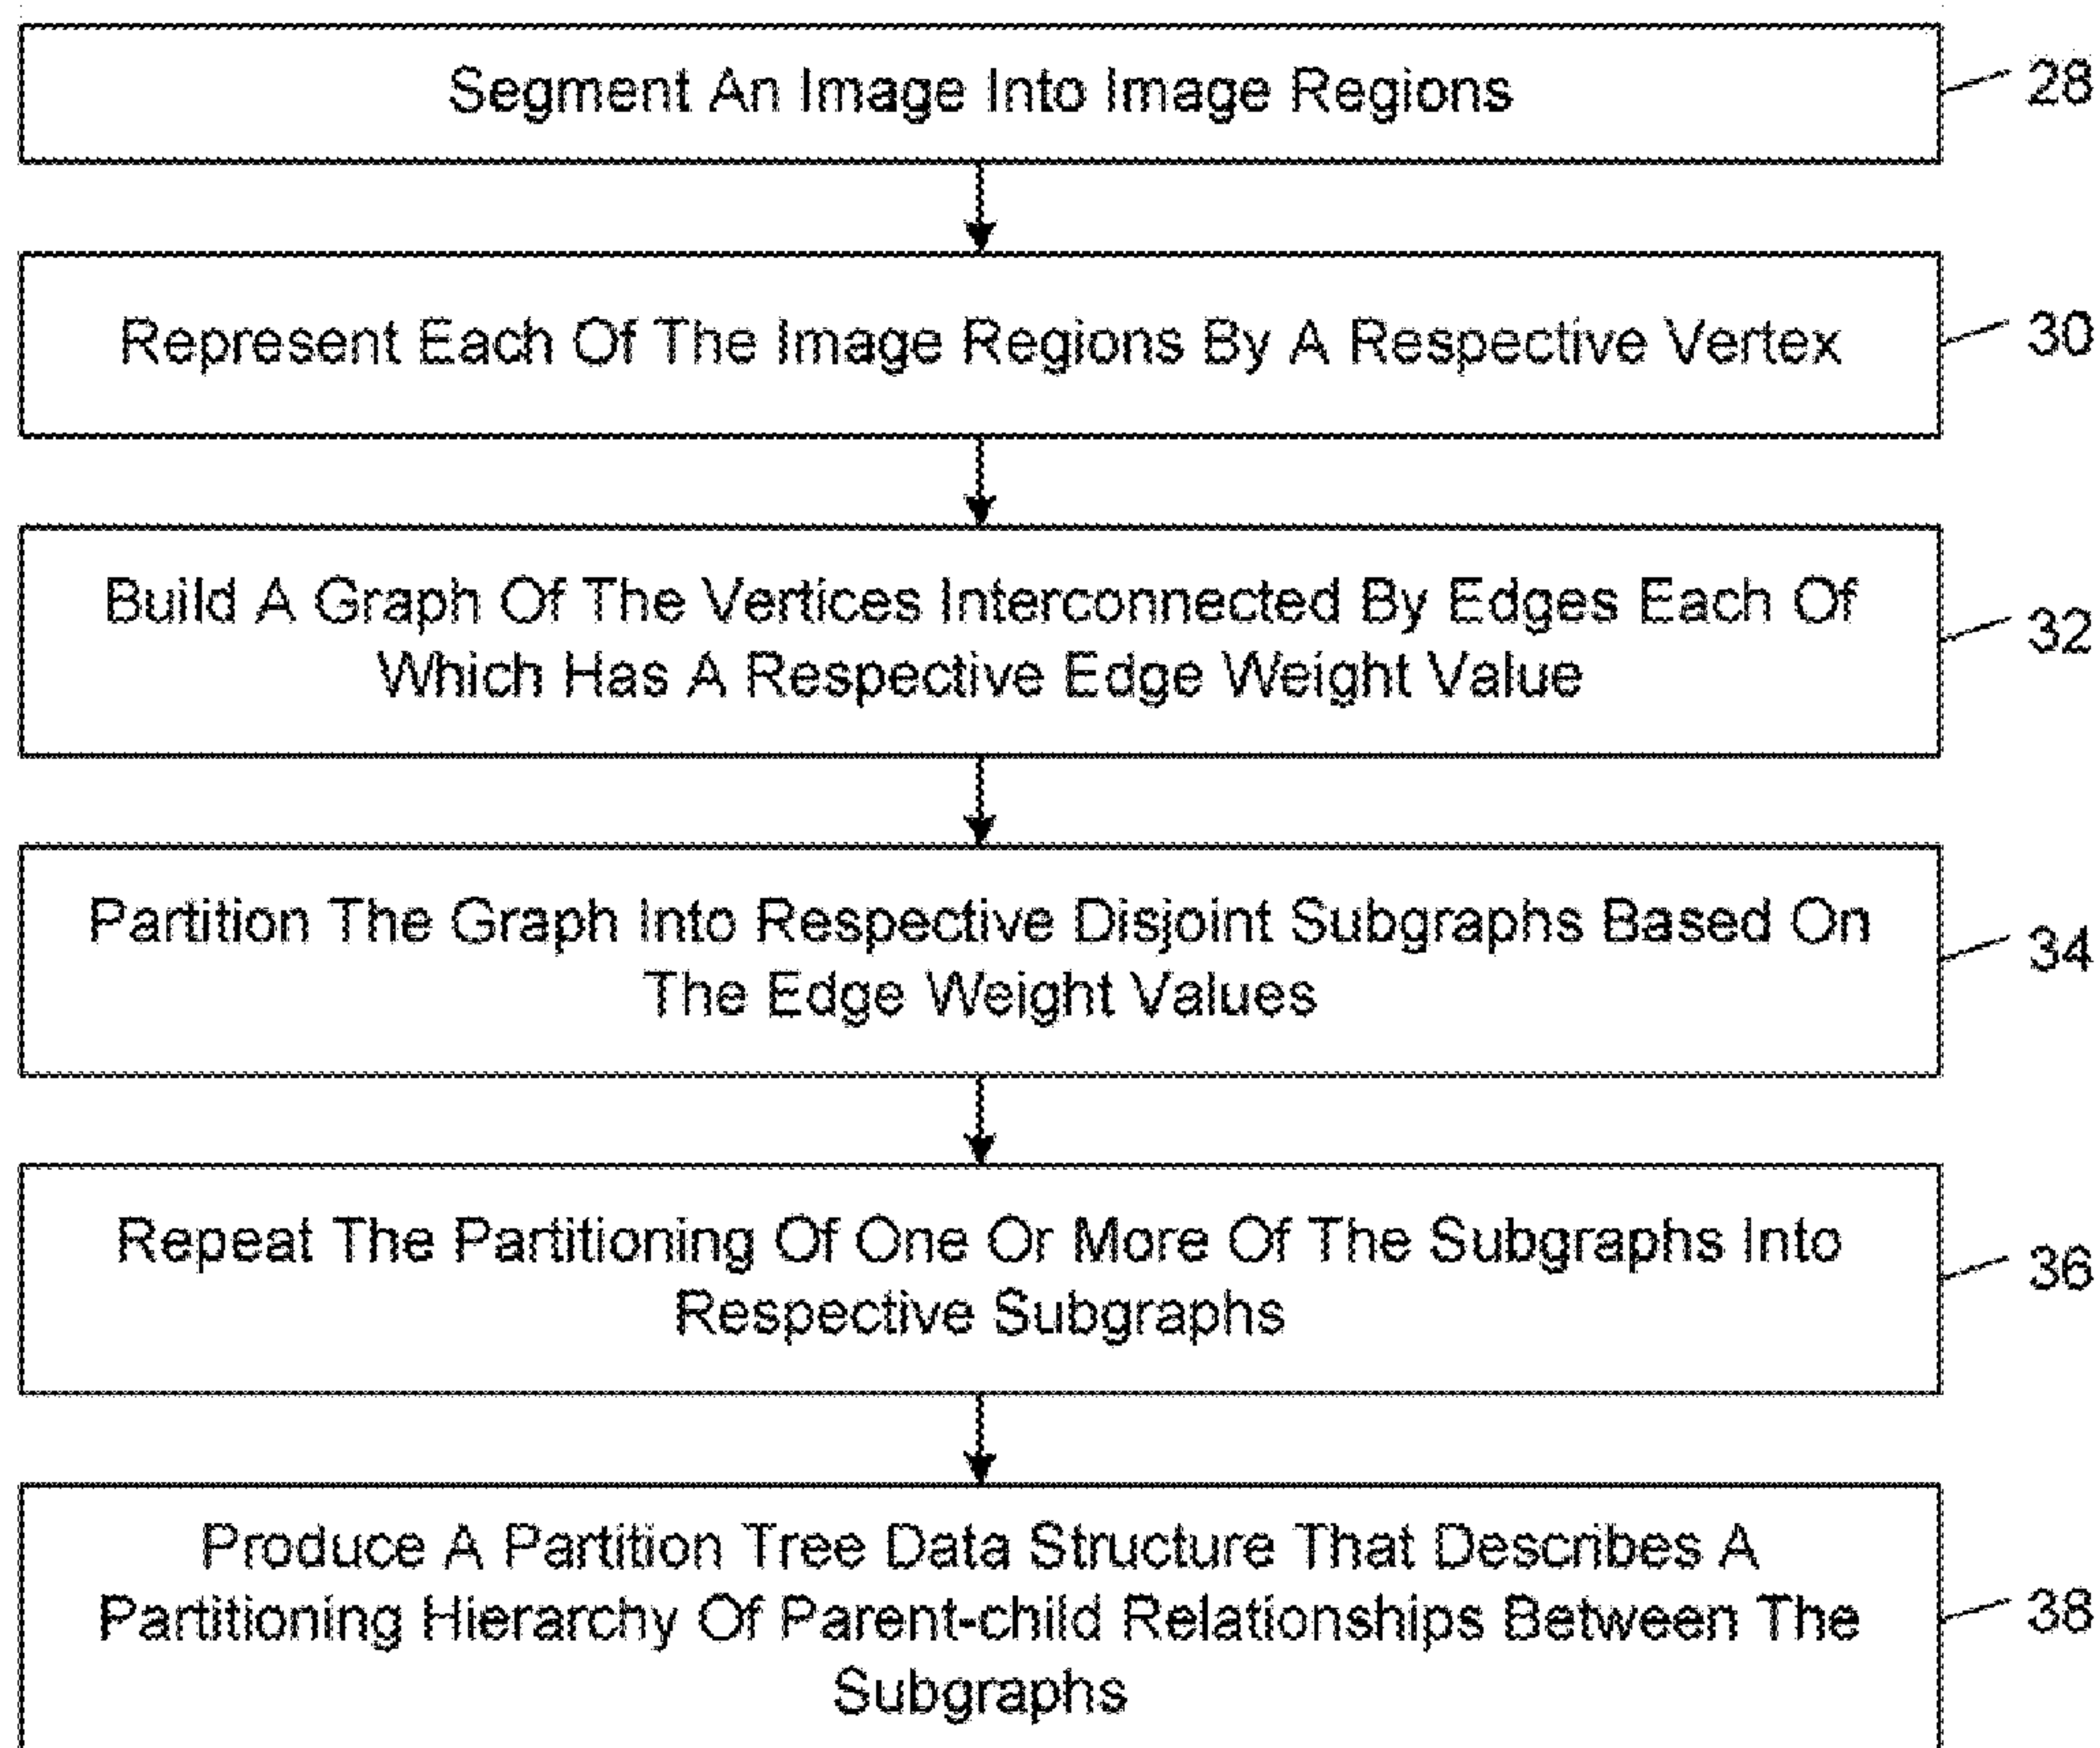 Segment An Image Into Image Regions
28
Represent Each Of The Image Regions By A Respective Vertex
30
Build A Graph Of The Vertices Interconnected By Edges Each Of
Which Has A Respective Edge Weight Value
32
Partition The Graph Into Respective Disjoint Subgraphs Based On
The Edge Weight Values
34
Repeat The Partitioning Of One Or More Of The Subgraphs Into
Respective Subgraphs
36
Produce A Partition Tree Data Structure That Describes A
Partitioning Hierarchy Of Parent-child Relationships Between The
Subgraphs
38